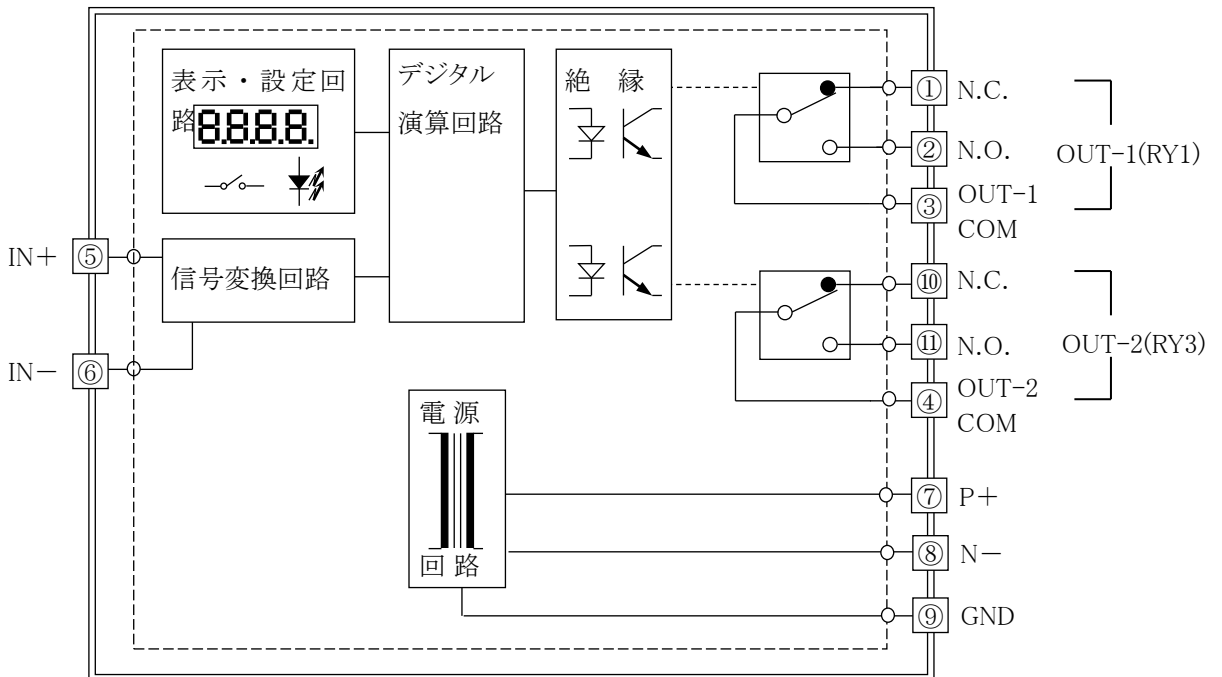 表示・設定回
路8.8.8.8.
デジタル
演算回路
絶 縁
信号変換回路
IN+ ⑤
IN− ⑥
① N.C.
② N.O.
③ OUT-1
COM
OUT-1(RY1)
⑩ N.C.
⑪ N.O.
④ OUT-2
COM
OUT-2(RY3)
電源
回路
⑦ P+
⑧ N−
⑨ GND